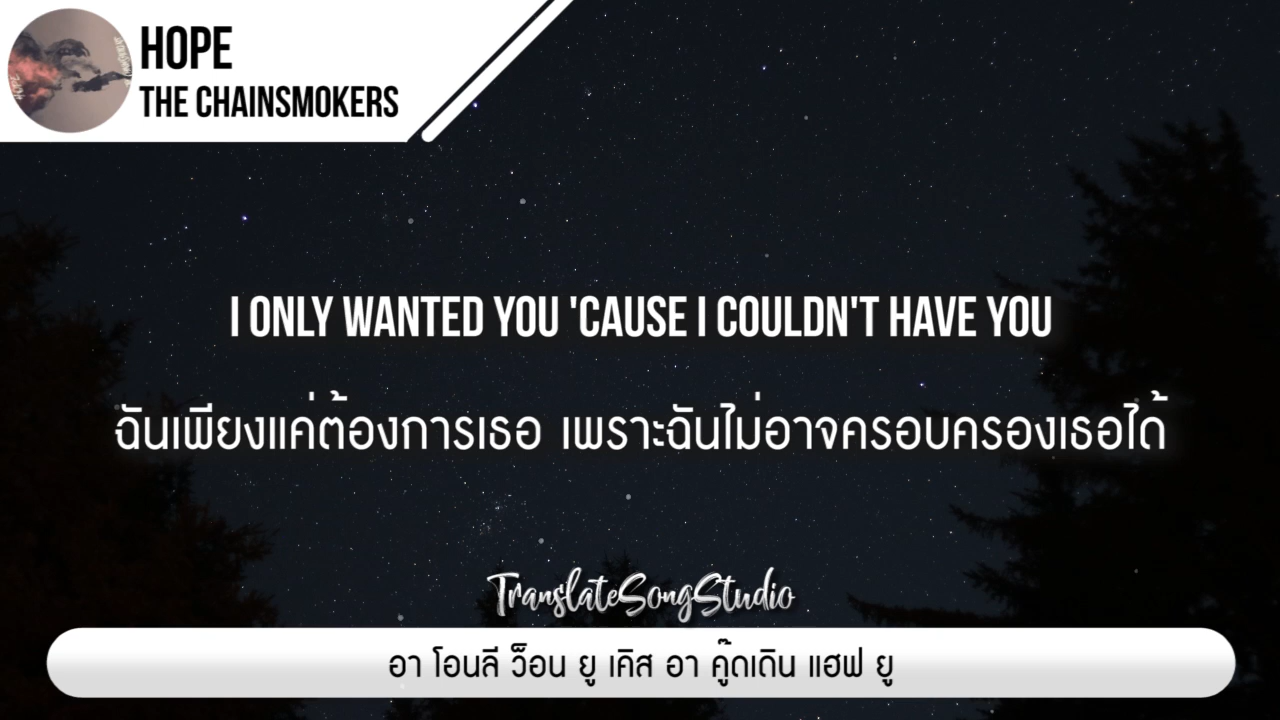 HOPE
THE CHAINSMOKERS
I ONLY WANTED YOU 'CAUSE I COULDN'T HAVE YOU
ฉันเพียงแค่ต้องการเธอ เพราะฉันไม่อาจครอบครองเธอได้
TranslateSongStudio
อา โอนลี ว็อน ยู เคิส อา คู๊ดเดิน แฮฟ ยู